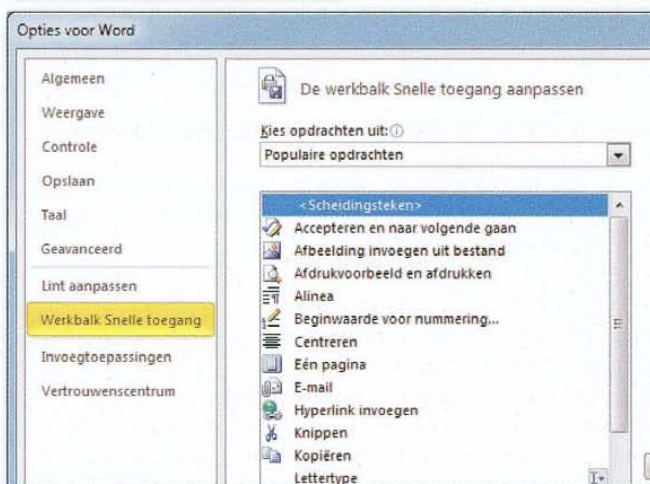 Opties voor Word
Algemeen
Weergave
Controle
Opslaan
Taal
Geavanceerd
Lint aanpassen
Werkbalk Snelle toegang
Invoegtoepassingen
Vertrouwenscentrum
De werkbalk Snelle toegang aanpassen
Kies opdrachten uit:
Populaire opdrachten
<Scheidingsteken>
Accepteren en naar volgende gaan
Afbeelding invoegen uit bestand
Afdrukvoorbeeld en afdrukken
Alinea
Beginwaarde voor nummering...
Centreren
Eén pagina
E-mail
Hyperlink invoegen
Knippen
Kopiëren
Lettertype